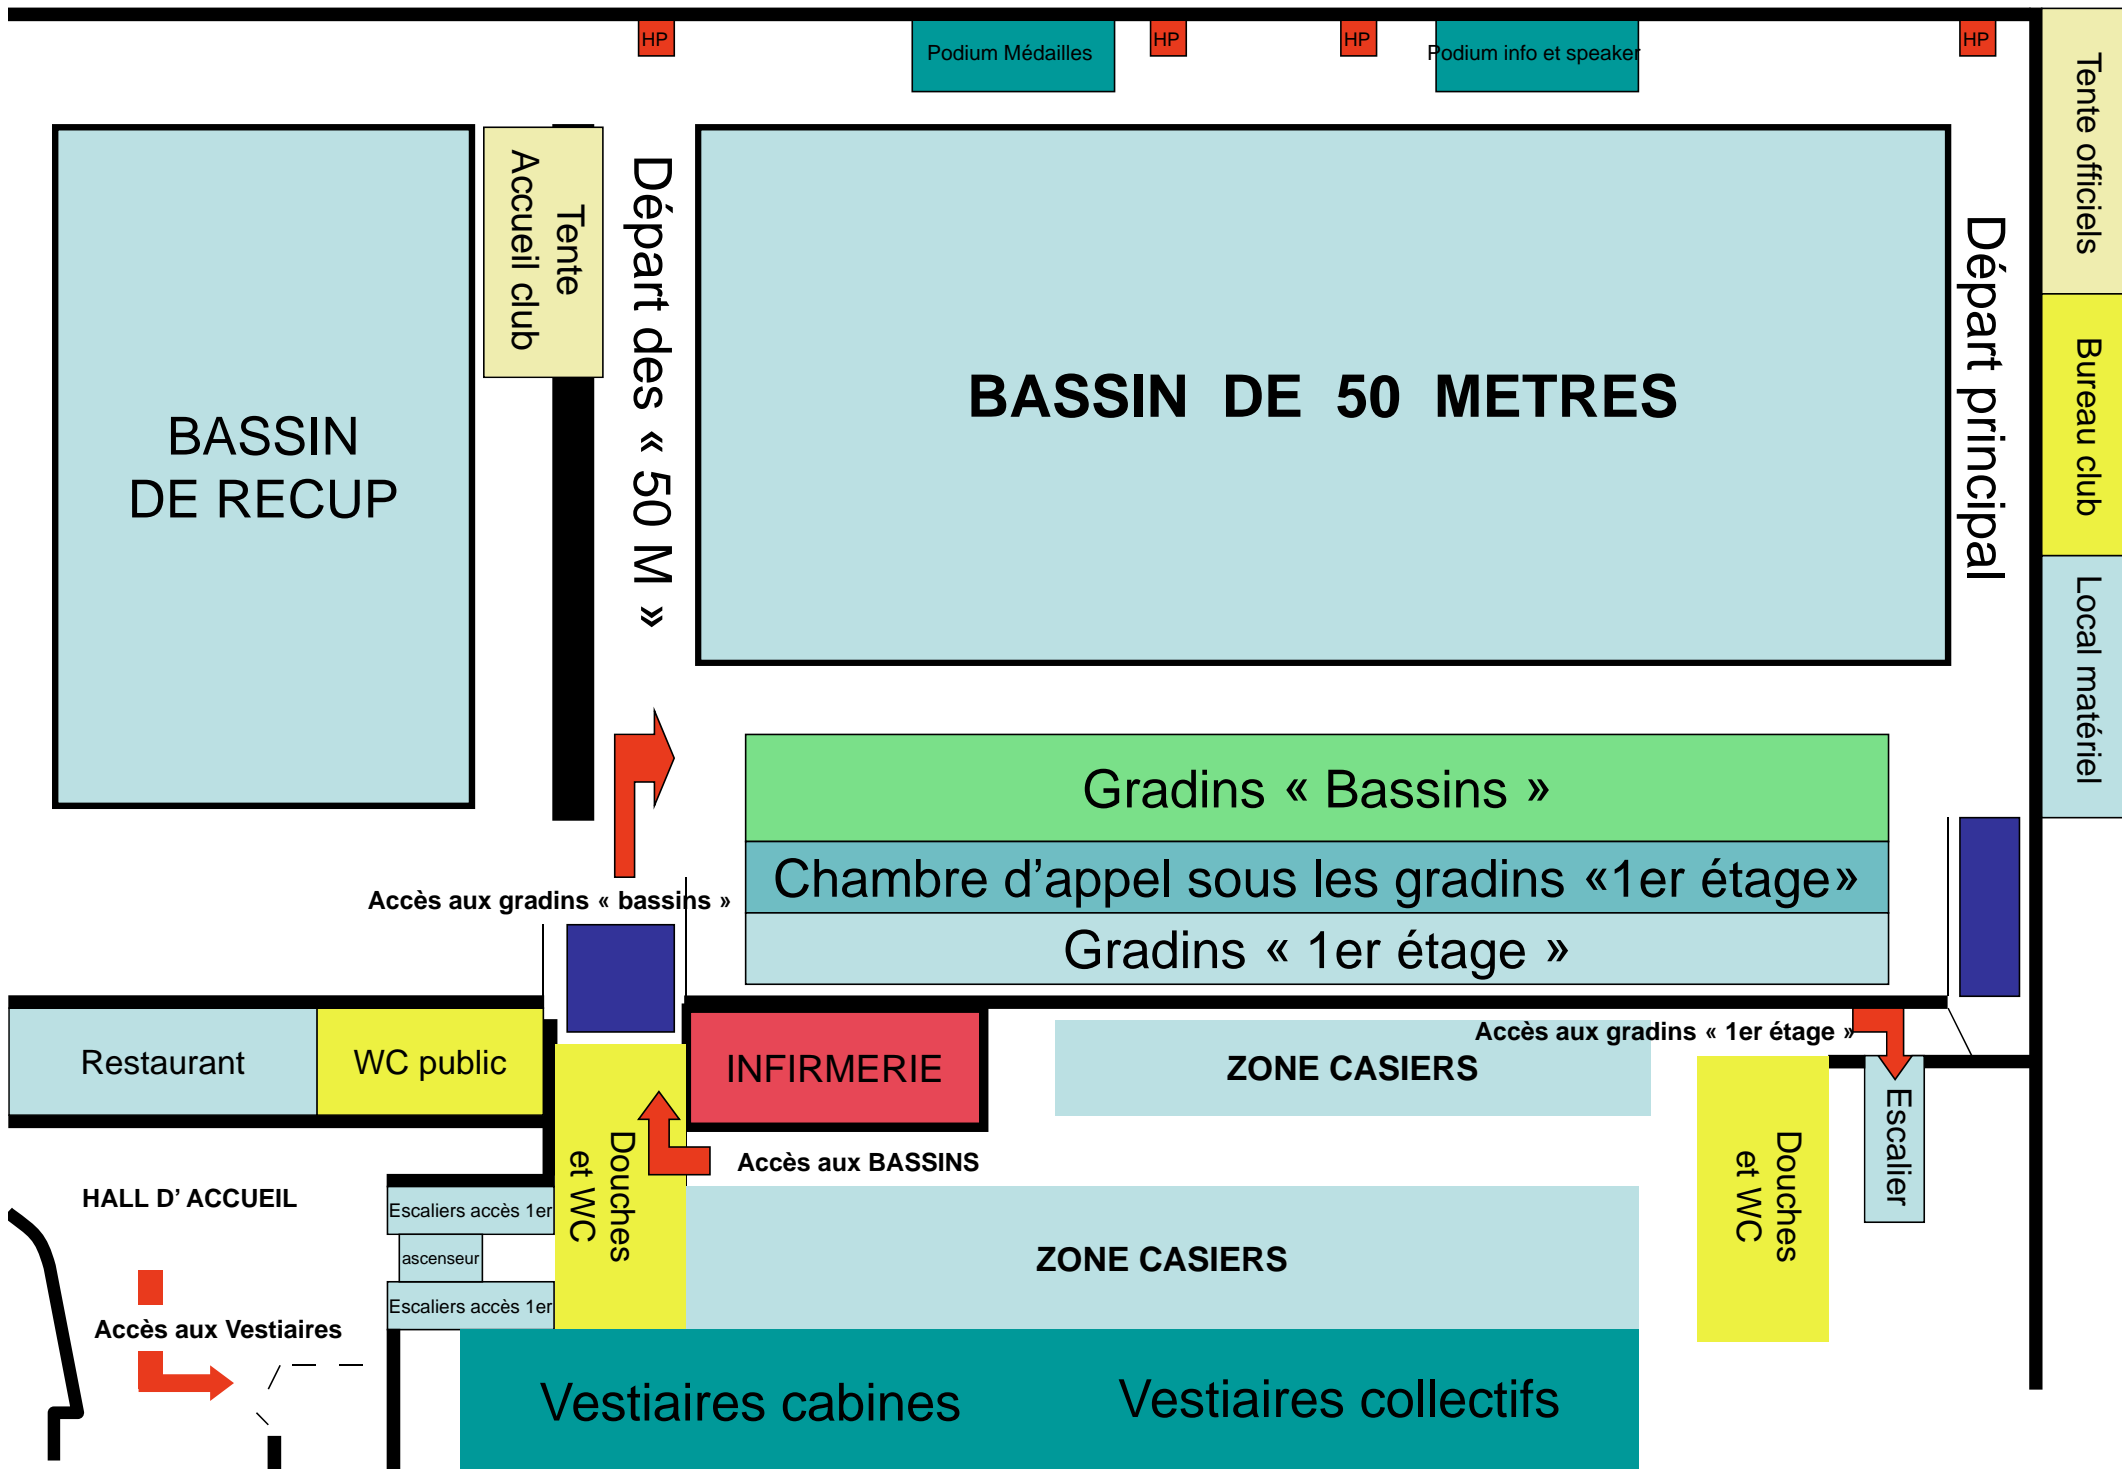 HP
Podium Médailles
HP
HP
Podium info et speaker
HP
Tente officiels
Tente
Accueil club
Départ des « 50 M »
BASSIN DE 50 METRES
Départ principal
Bureau club
BASSIN
DE RECUP
Local matériel
Gradins « Bassins »
Chambre d'appel sous les gradins «1er étage»
Accès aux gradins « bassins »
Gradins « 1er étage »
Restaurant
WC public
INFIRMERIE
ZONE CASIERS
Accès aux gradins « 1er étage »
Escalier
Douches
et WC
Accès aux BASSINS
Douches
et WC
HALL D' ACCUEIL
Escaliers accès 1er
ascenseur
Escaliers accès 1er
ZONE CASIERS
Accès aux Vestiaires
Vestiaires cabines
Vestiaires collectifs